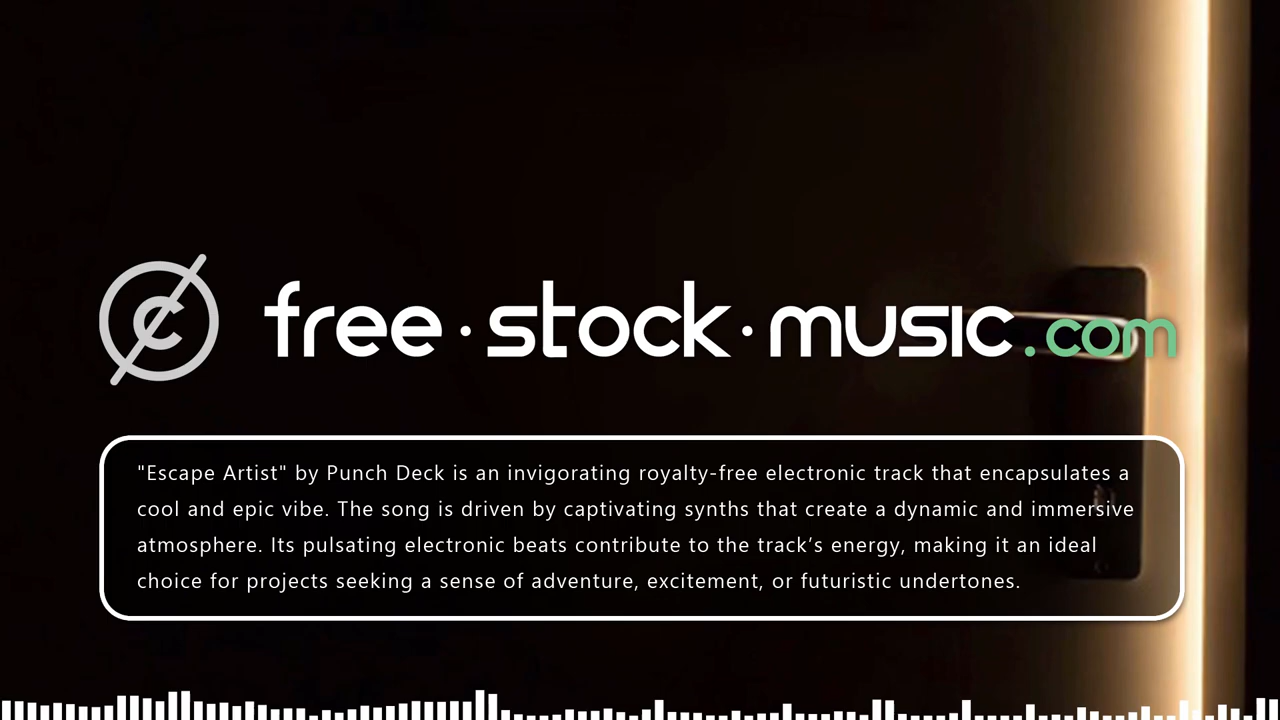 free·stock·music.com
"Escape Artist" by Punch Deck is an invigorating royalty-free electronic track that encapsulates a
cool and epic vibe. The song is driven by captivating synths that create a dynamic and immersive
atmosphere. Its pulsating electronic beats contribute to the track’s energy, making it an ideal
choice for projects seeking a sense of adventure, excitement, or futuristic undertones.